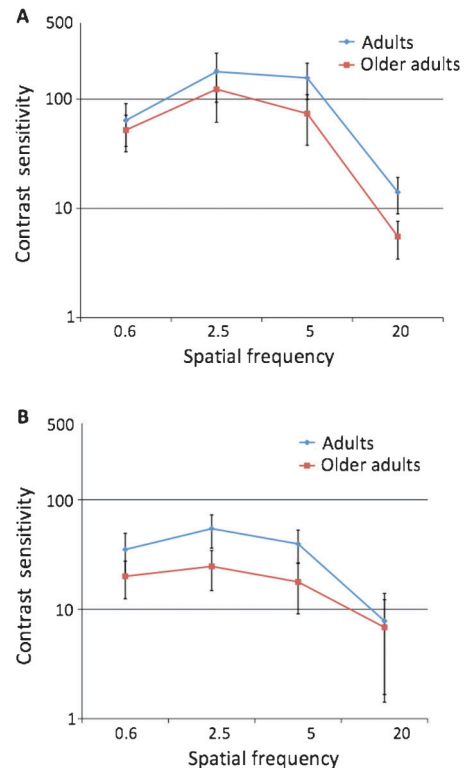 A
500
100
10
1
Contrast sensitivity
Adults
Older adults
0.6 2.5 5 20
Spatial frequency
B
500
100
10
1
Contrast sensitivity
Adults
Older adults
0.6 2.5 5 20
Spatial frequency